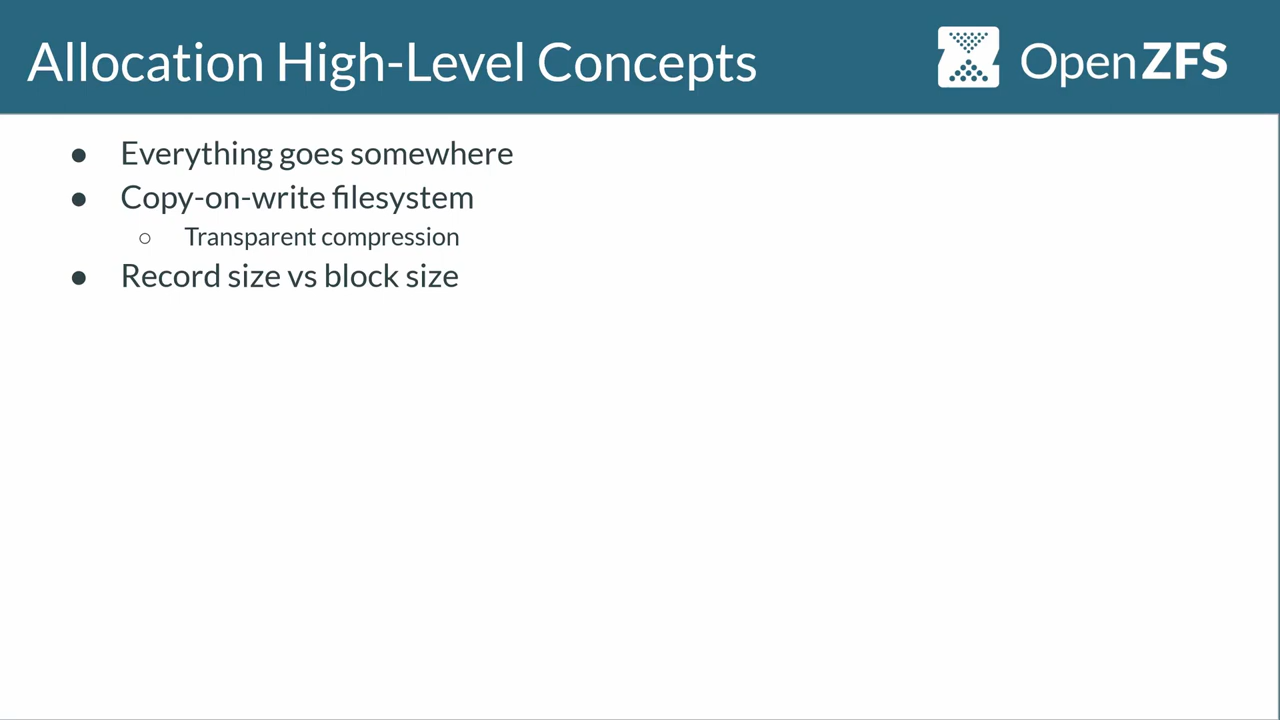 Allocation High-Level Concepts
OpenZFS
● Everything goes somewhere
● Copy-on-write filesystem
○ Transparent compression
● Record size vs block size